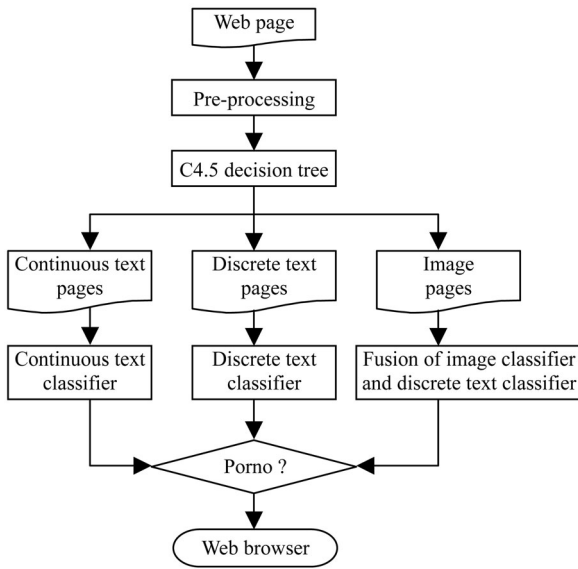 Web page
Pre-processing
C4.5 decision tree
Continuous text
pages
Discrete text
pages
Image
pages
Continuous text
classifier
Discrete text
classifier
Fusion of image classifier
and discrete text classifier
Porno ?
Web browser